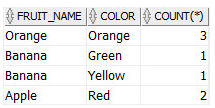 FRUIT_NAME COLOR COUNT(*)
Orange Orange 3
Banana Green 1
Banana Yellow 1
Apple Red 2